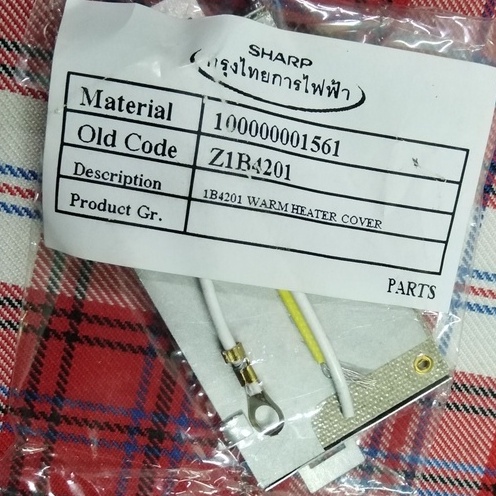 SHARP
กรุงไทยการไฟฟ้า
Material 100000001561
Old Code Z1B4201
Description 1B4201 WARM HEATER COVER
Product Gr.
PARTS